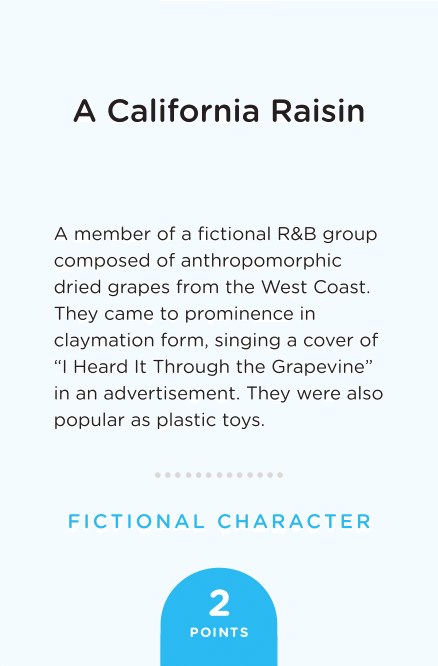 A California Raisin
A member of a fictional R&B group
composed of anthropomorphic
dried grapes from the West Coast.
They came to prominence in
claymation form, singing a cover of
“I Heard It Through the Grapevine”
in an advertisement. They were also
popular as plastic toys.
FICTIONAL CHARACTER
2
POINTS